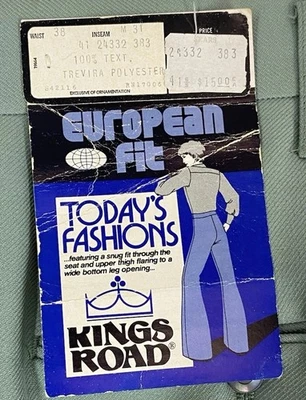 WAIST 38 INSEAM M 31
PRICE
41 24332 383
24332 383
100% TEXT.
TREVIRA POLYESTER
EXCLUSIVE OF ORNAMENTATION
EUROPEAN
fit
TODAY'S
FASHIONS
...featuring a snug fit through the
seat and upper thigh flaring to a
wide bottom leg opening...
KINGS
ROAD®